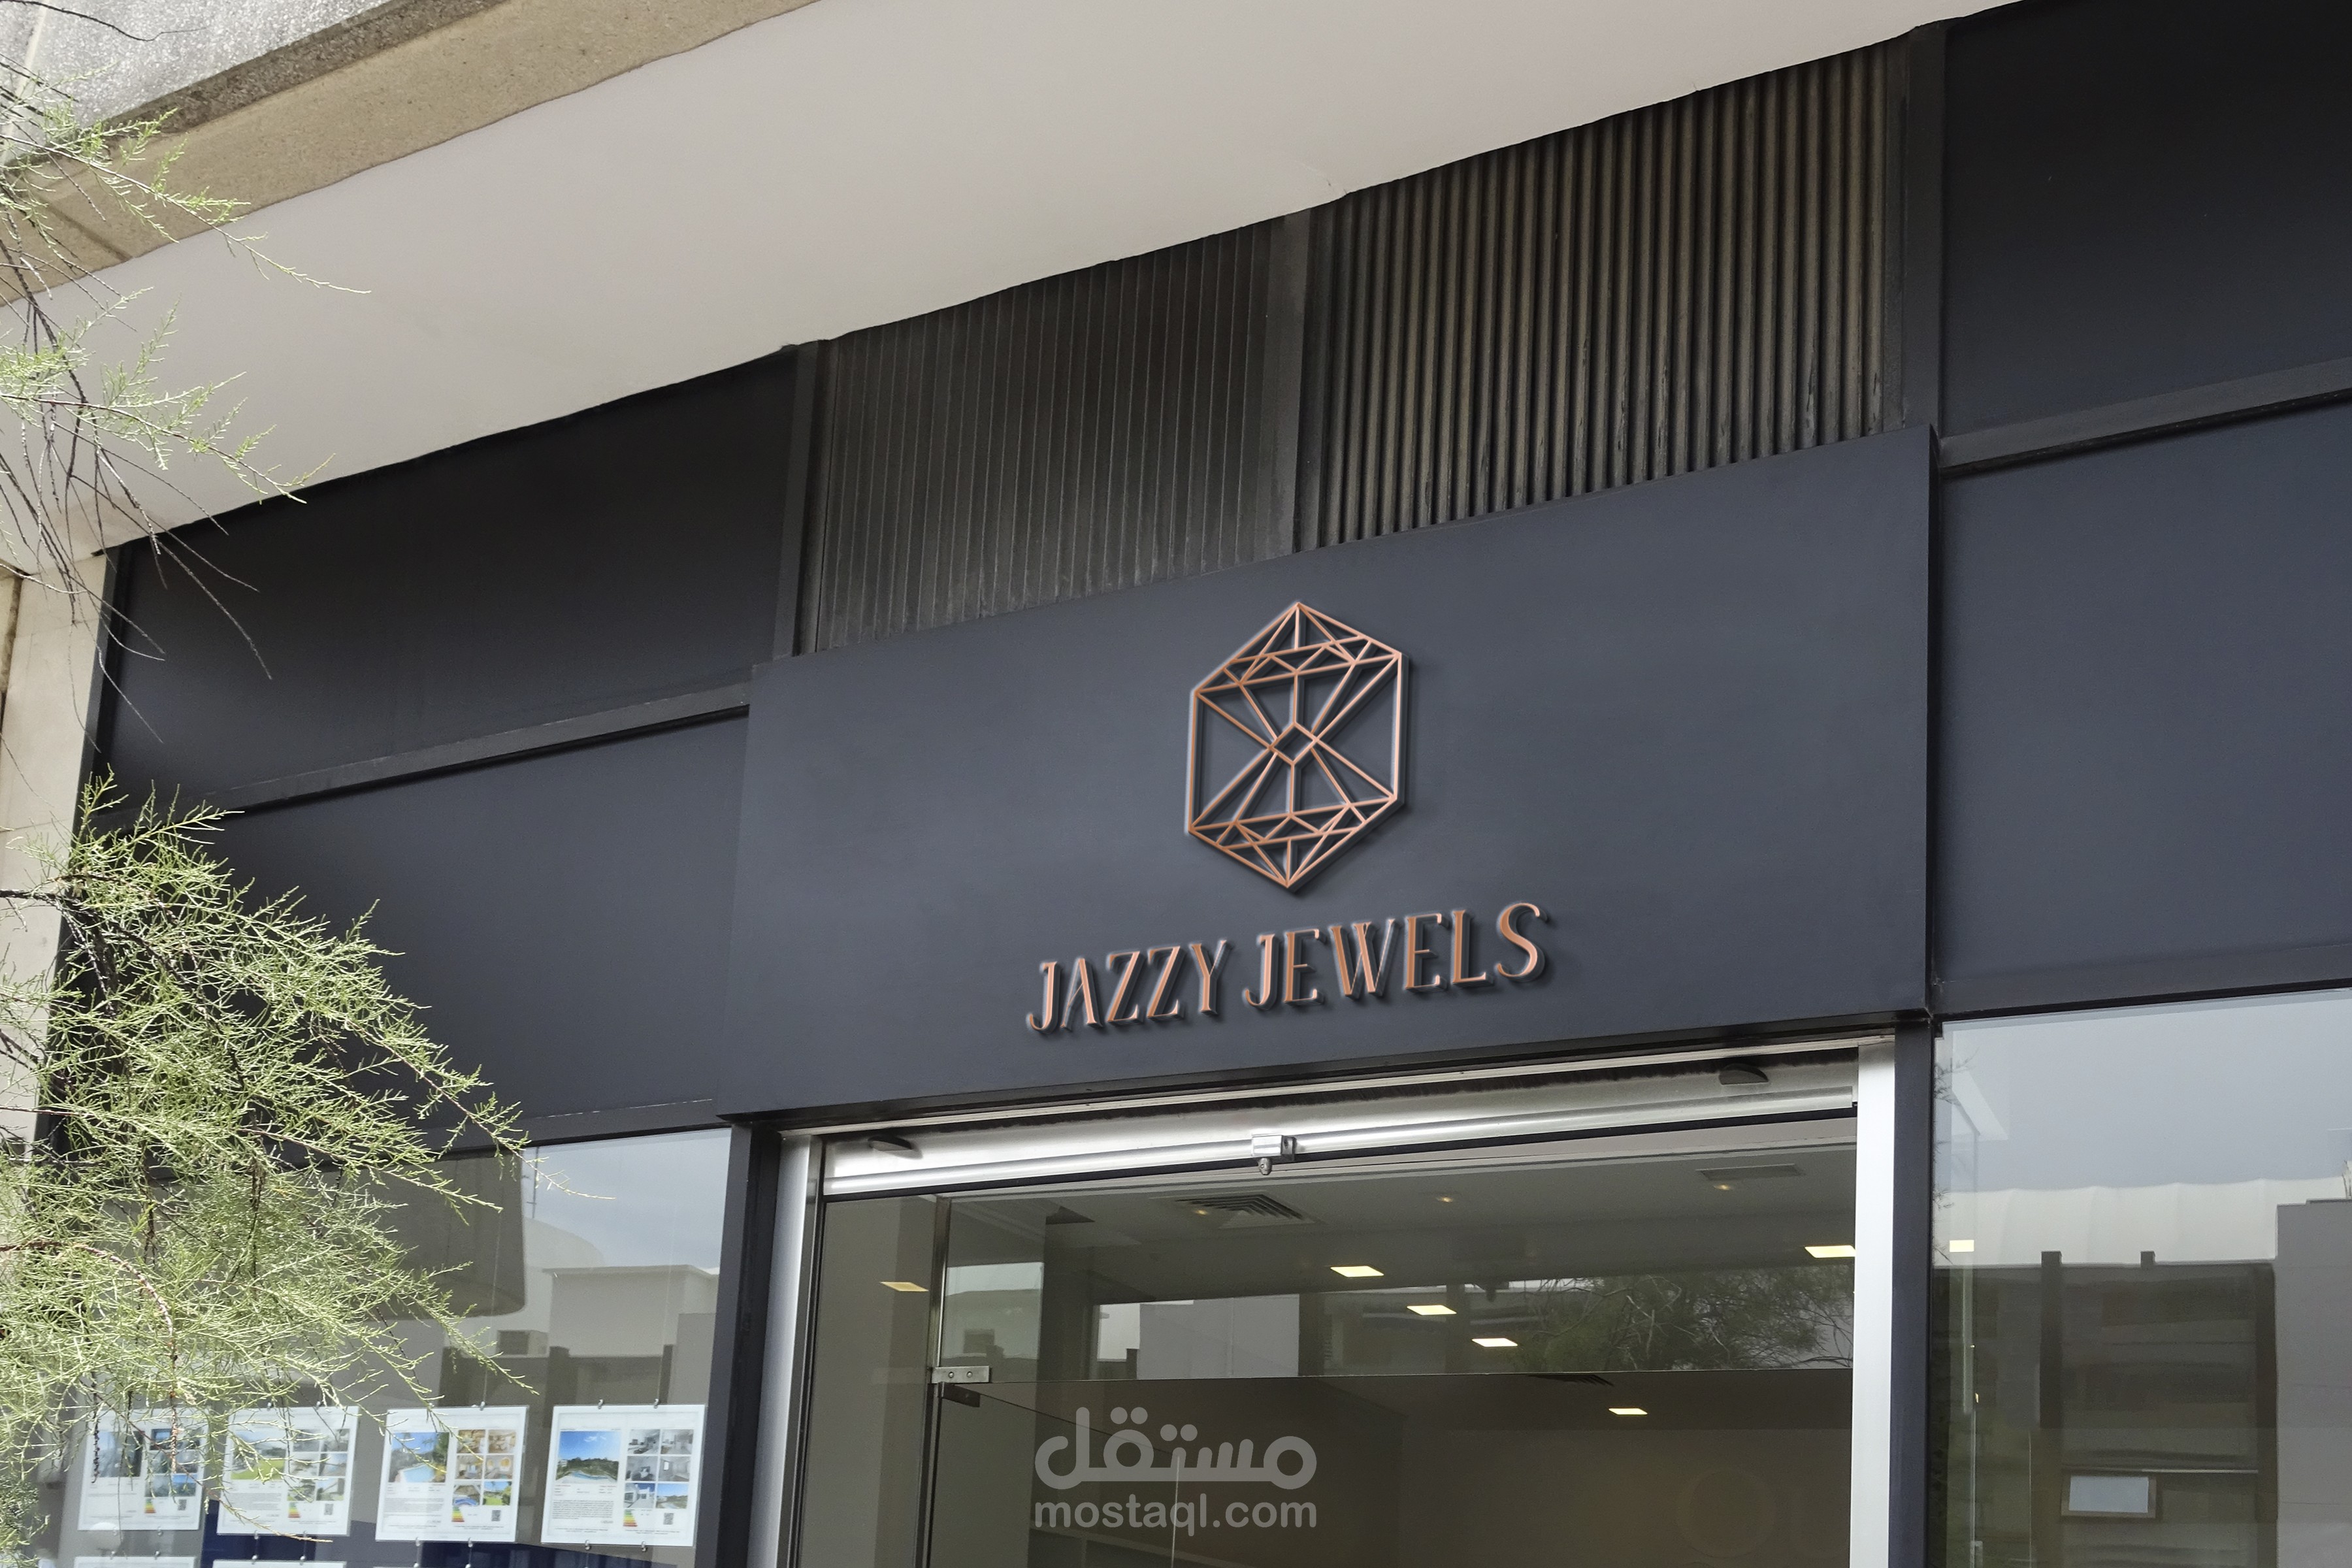 JAZZY JEWELS
مستقل
mostaql.com